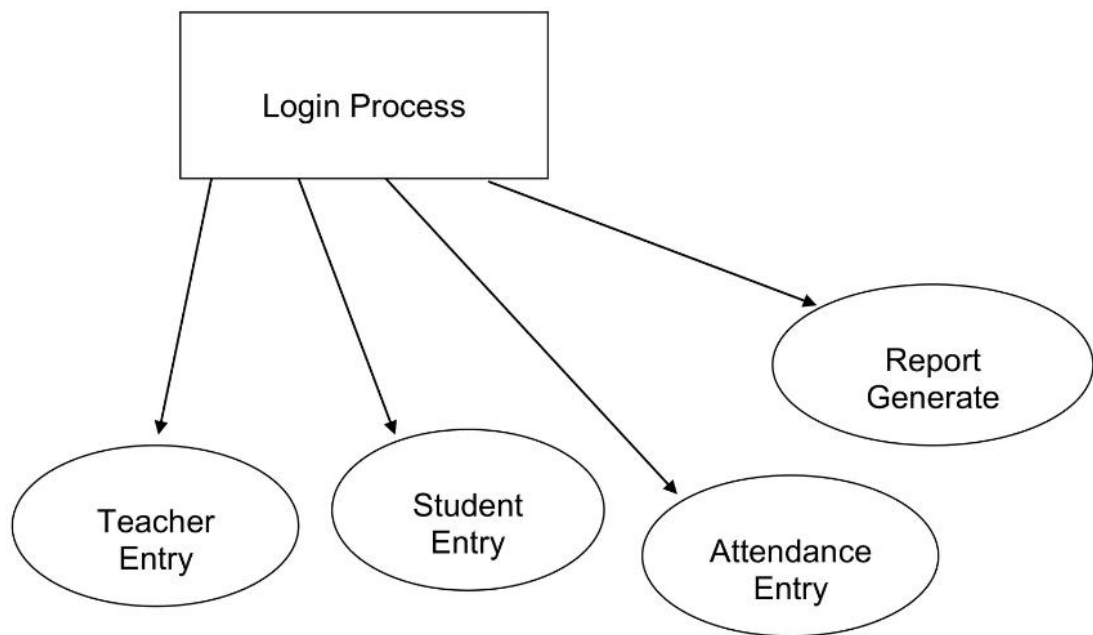 Login Process
Report
Generate
Teacher
Entry
Student
Entry
Attendance
Entry